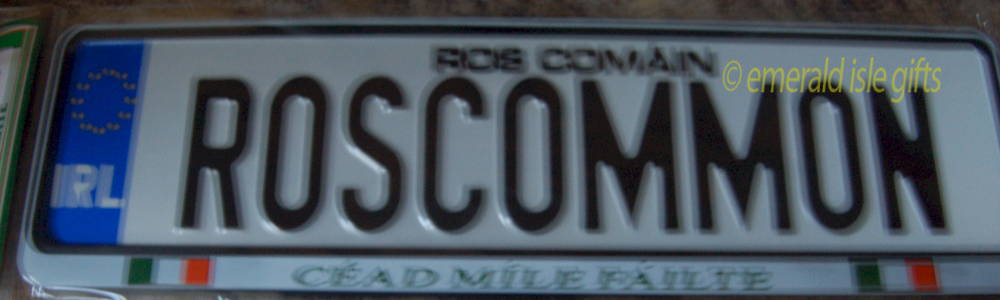 ROS COMÁIN
© emerald isle gifts
ROSCOMMON
IRL
CÉAD MÍLE FÁILTE